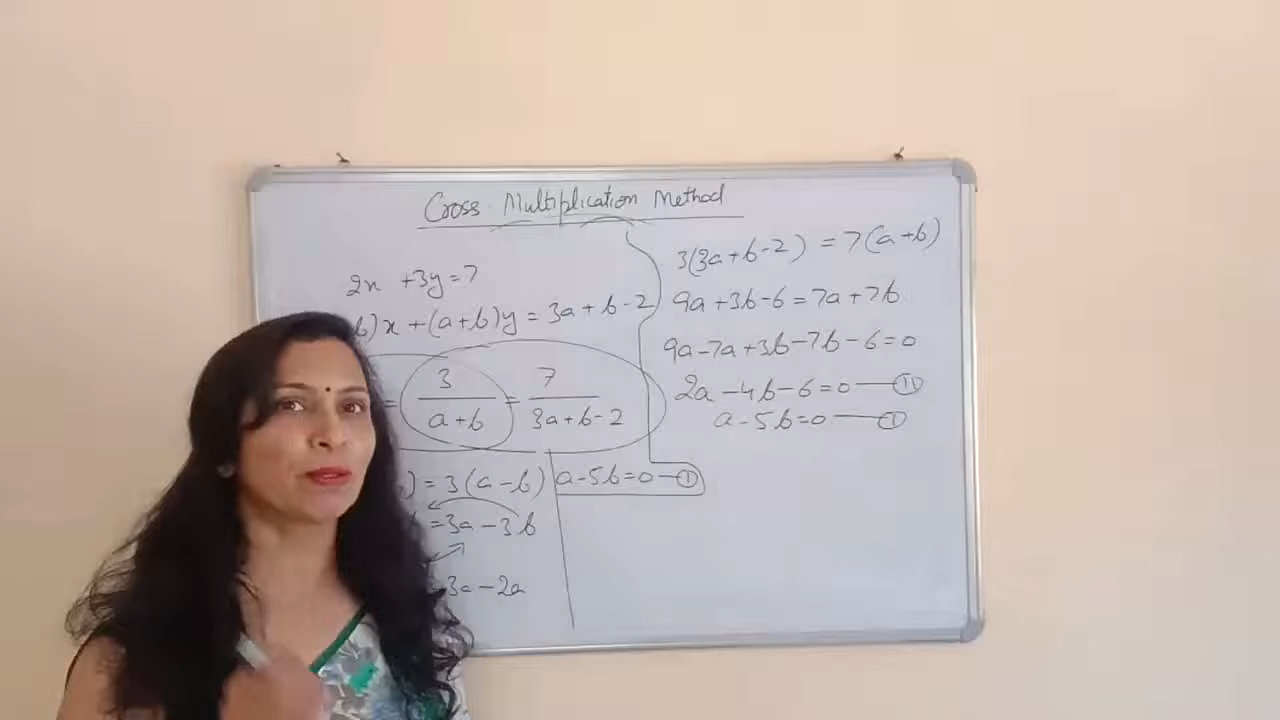 Cross Multiplication Method
2x +3y=7
b)x +(a+b)y = 3a+b-2
= 3/(a+b) = 7/(3a+b-2)
) = 3(a-b)
=3a-3b
3a-2a
a-5b=0 — ①
3(3a+b-2) = 7(a+b)
9a+3b-6=7a+7b
9a-7a+3b-7b-6=0
2a-4b-6=0 — ⑪
a-5b=0 — ①